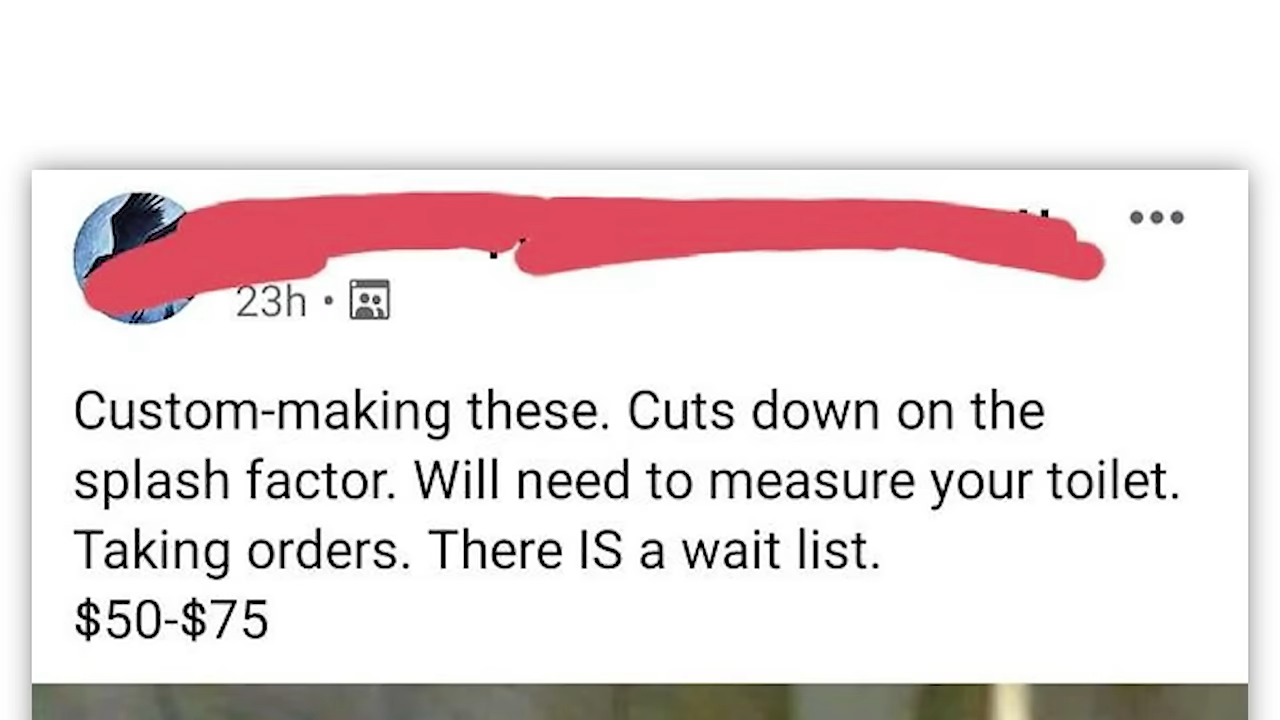 23h •
Custom-making these. Cuts down on the
splash factor. Will need to measure your toilet.
Taking orders. There IS a wait list.
$50-$75